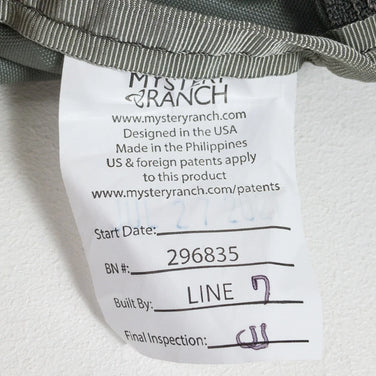 MYSTERY
RANCH
www.mysteryranch.com
Designed in the USA
Made in the Philippines
US & foreign patents apply
to this product
www.mysteryranch.com/patents
Start Date:
BN #: 296835
Built By: LINE 7
Final Inspection: